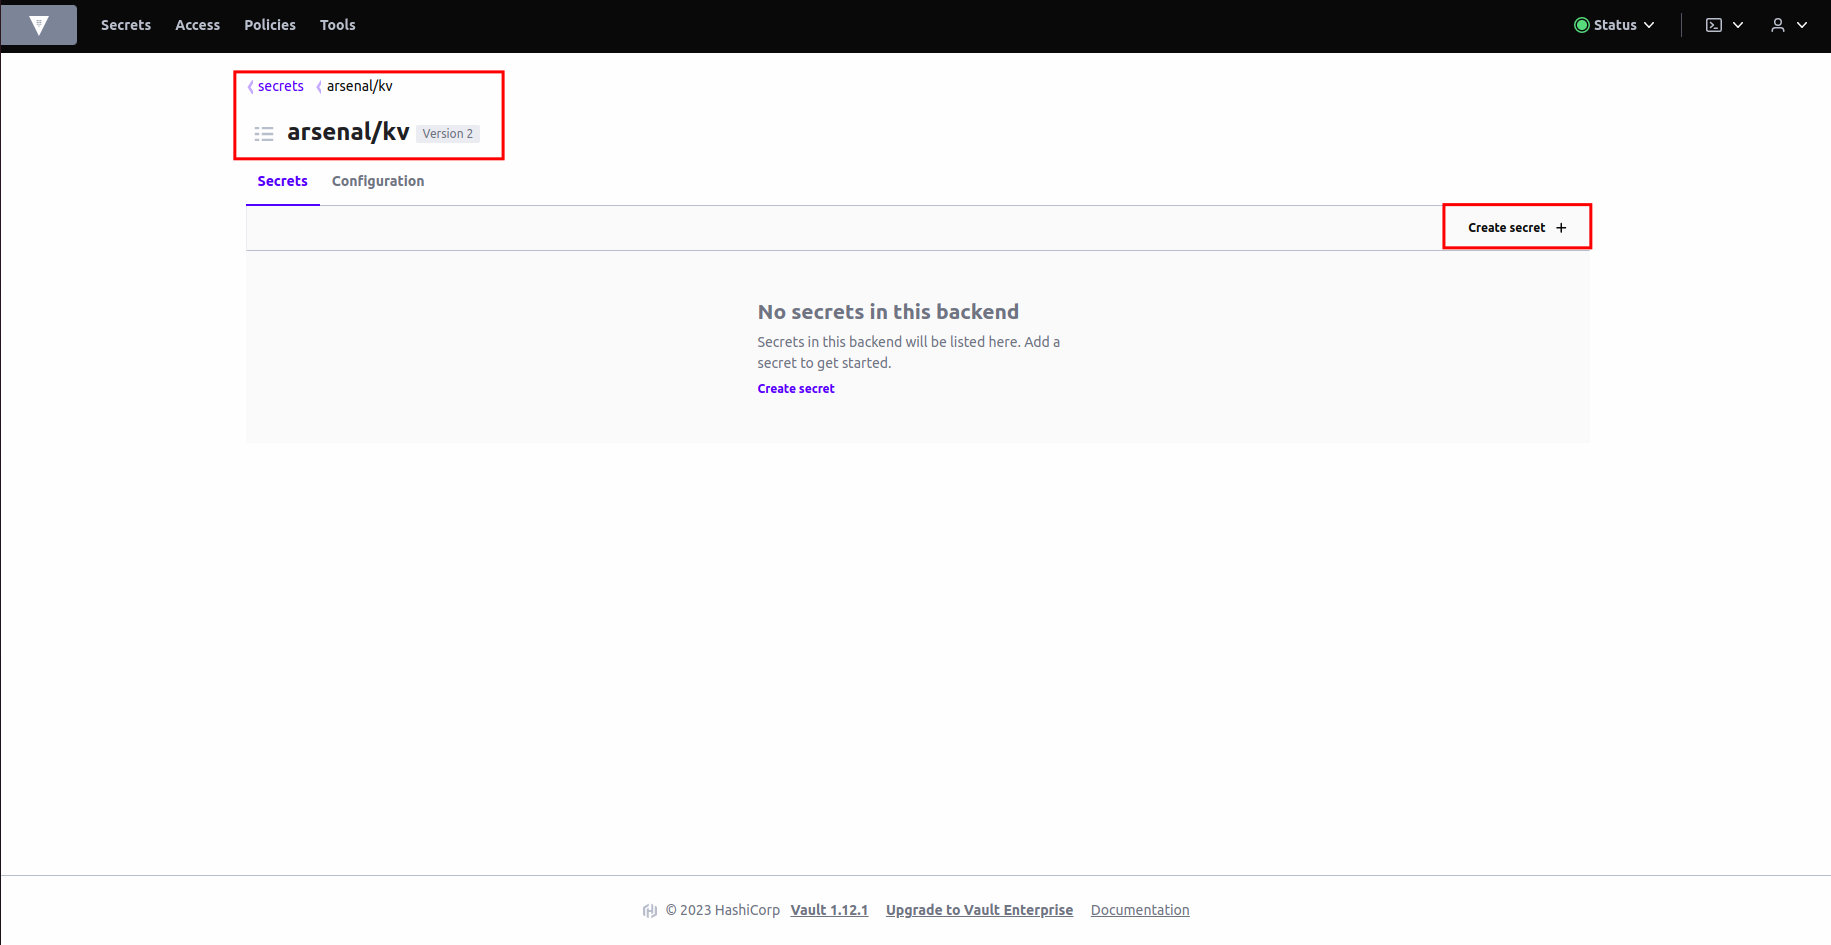 Secrets Access Policies Tools Status
secrets arsenal/kv
arsenal/kv Version 2
Secrets Configuration
Create secret +
No secrets in this backend
Secrets in this backend will be listed here. Add a
secret to get started.
Create secret
© 2023 HashiCorp Vault 1.12.1 Upgrade to Vault Enterprise Documentation